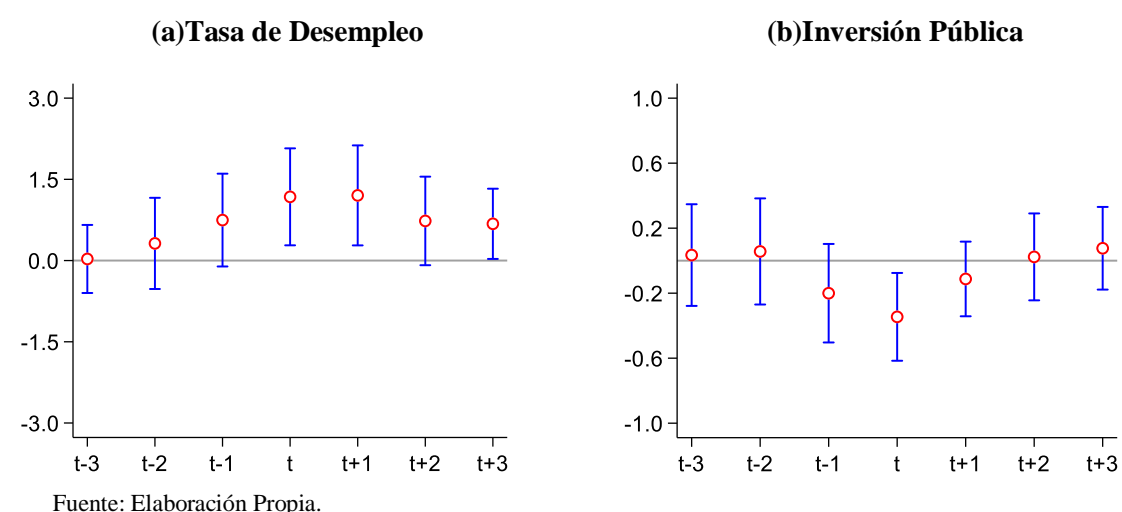 (a)Tasa de Desempleo
3.0
1.5
0.0
-1.5
-3.0
t-3 t-2 t-1 t t+1 t+2 t+3
(b)Inversión Pública
1.0
0.6
0.2
-0.2
-0.6
-1.0
t-3 t-2 t-1 t t+1 t+2 t+3
Fuente: Elaboración Propia.